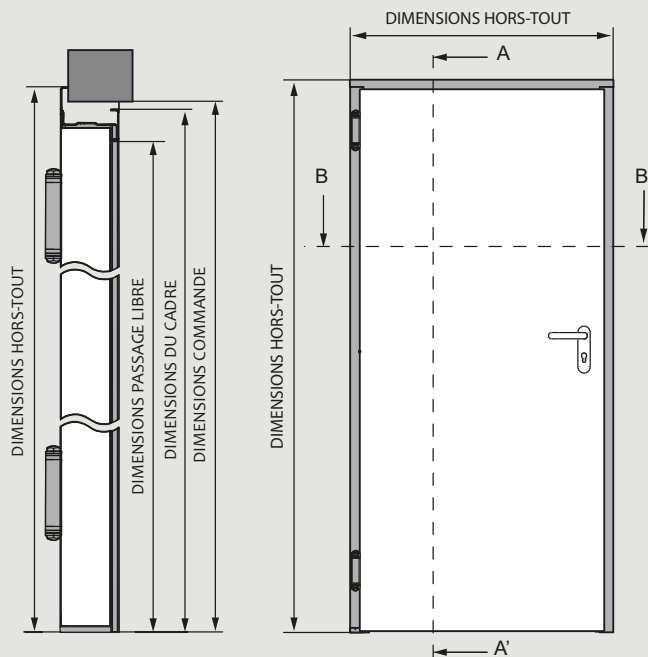 DIMENSIONS HORS-TOUT
A
B
B
DIMENSIONS HORS-TOUT
DIMENSIONS PASSAGE LIBRE
DIMENSIONS DU CADRE
DIMENSIONS COMMANDE
DIMENSIONS HORS-TOUT
A'